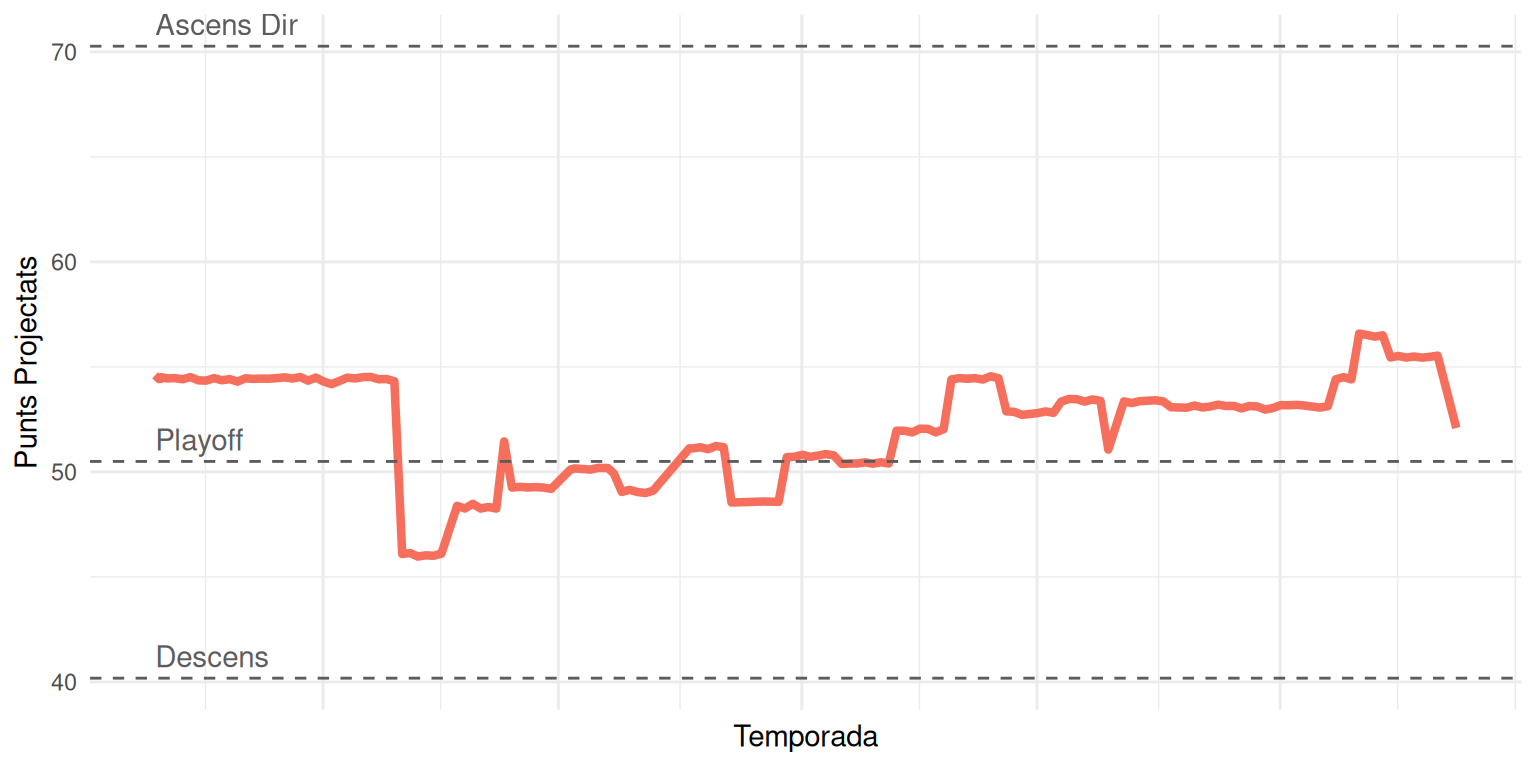 Ascens Dir
70
60
Punts Projectats
Playoff
50
Descens
40
Temporada